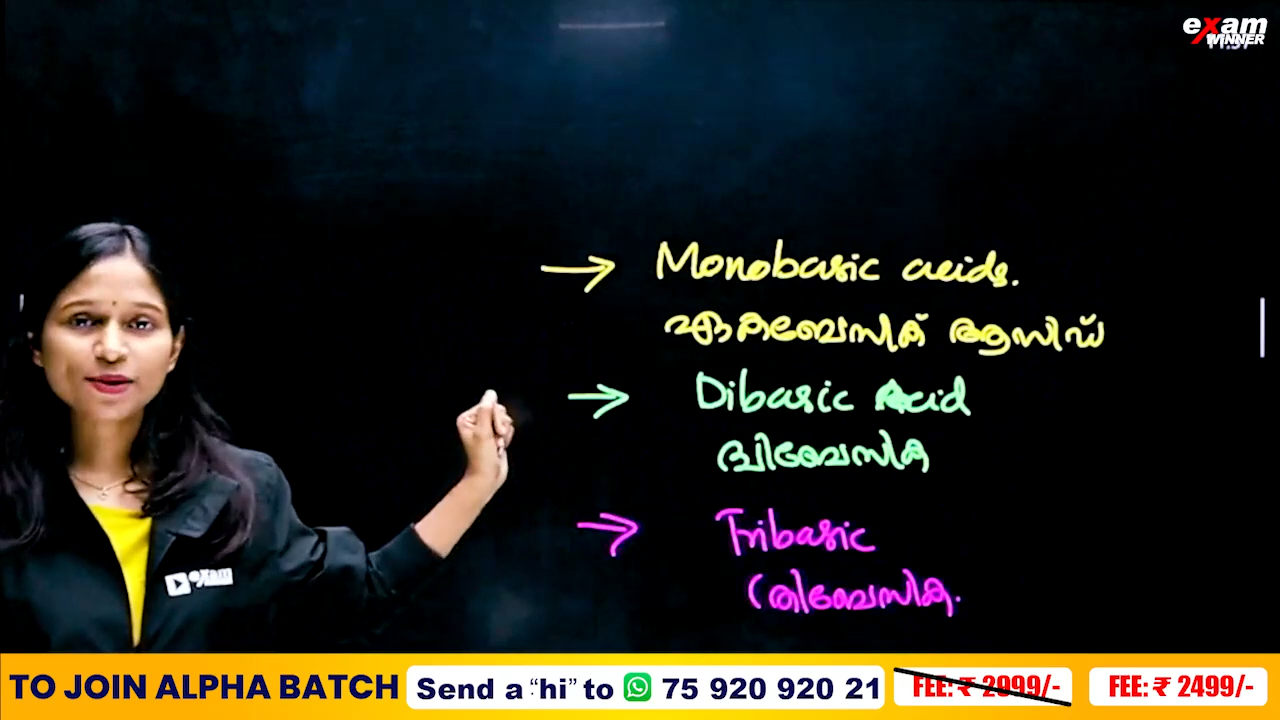 exam
WINNER
→ Monobasic acids.
ഏകബേസിക് ആസിഡ്
→ Dibasic Acid
ദ്വിബേസിക
→ Tribasic
ത്രിബേസിക.
exam
TO JOIN ALPHA BATCH Send a “hi” to 75 920 920 21 FEE: ₹ 2999/- FEE: ₹ 2499/-